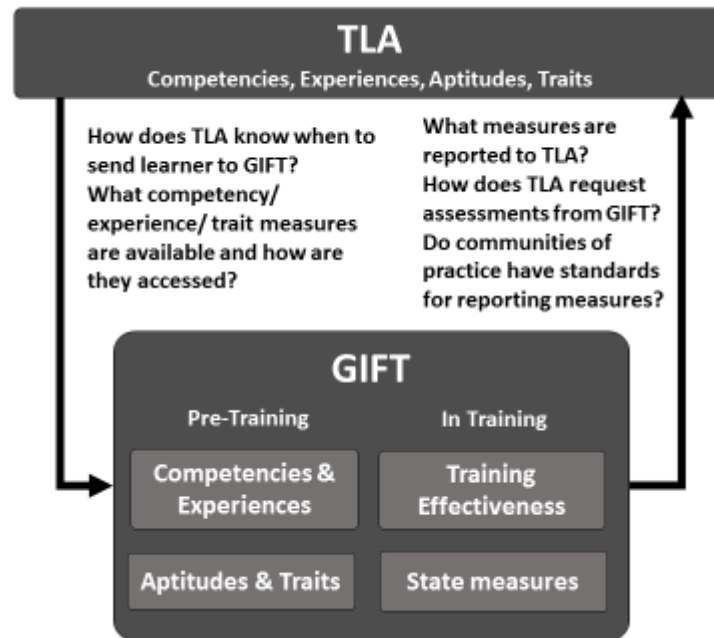 TLA
Competencies, Experiences, Aptitudes, Traits
How does TLA know when to
send learner to GIFT?
What competency/
experience/ trait measures
are available and how are
they accessed?
What measures are
reported to TLA?
How does TLA request
assessments from GIFT?
Do communities of
practice have standards
for reporting measures?
GIFT
Pre-Training
In Training
Competencies &
Experiences
Training
Effectiveness
Aptitudes & Traits
State measures